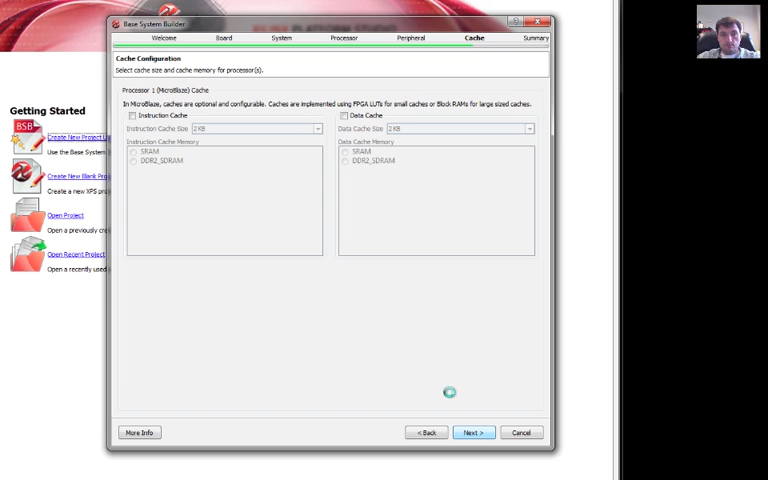 Base System Builder
Welcome Board System Processor Peripheral Cache Summary
Cache Configuration
Select cache size and cache memory for processor(s).
Processor 1 (MicroBlaze) Cache
In MicroBlaze, caches are optional and configurable. Caches are implemented using FPGA LUTs for small caches or Block RAMs for large sized caches.
Instruction Cache
Instruction Cache Size 2 KB
Instruction Cache Memory
SRAM
DDR2_SDRAM
Data Cache
Data Cache Size 2 KB
Data Cache Memory
SRAM
DDR2_SDRAM
More Info < Back Next > Cancel
Getting Started
BSB
Create New Project U
Use the Base System
Create New Blank Proj
Create a new XPS proj
Open Project
Open a previously cre
Open Recent Project
Open a recently used